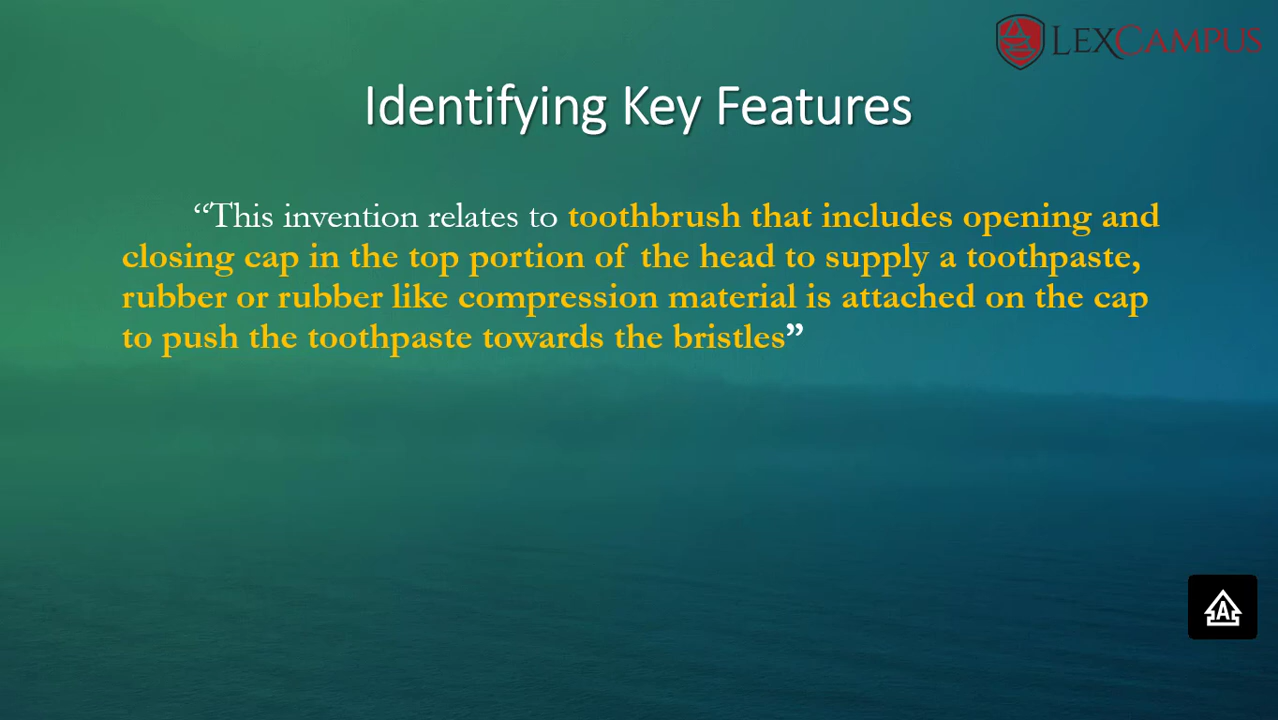 LEXCAMPUS
Identifying Key Features
“This invention relates to toothbrush that includes opening and
closing cap in the top portion of the head to supply a toothpaste,
rubber or rubber like compression material is attached on the cap
to push the toothpaste towards the bristles”
A